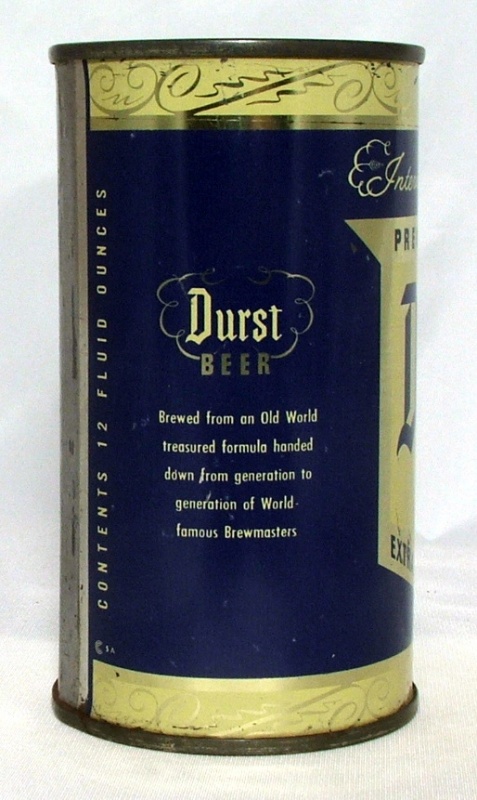 CONTENTS 12 FLUID OUNCES
Durst
BEER
Brewed from an Old World
treasured formula handed
down from generation to
generation of World-
famous Brewmasters